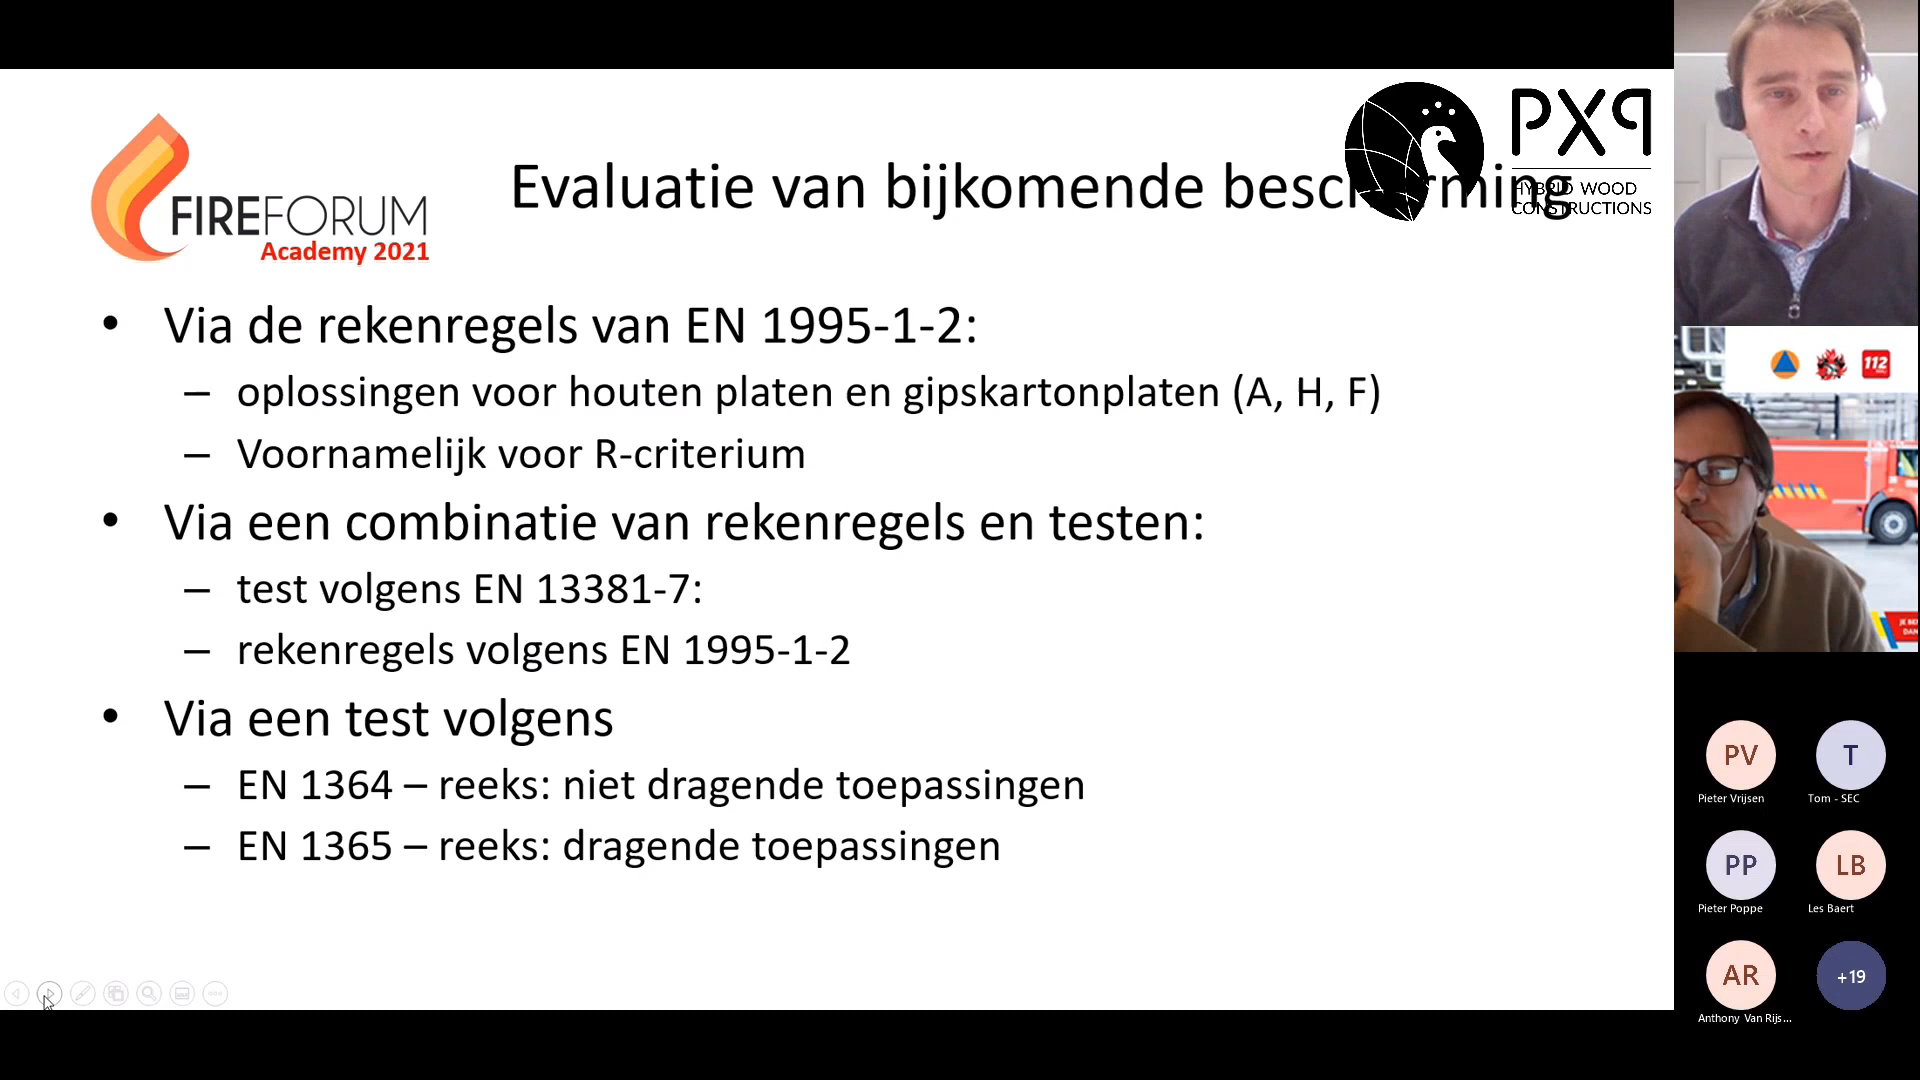 FIREFORUM
Academy 2021
Evaluatie van bijkomende bescherming
PXP
HYBRID WOOD
CONSTRUCTIONS
• Via de rekenregels van EN 1995-1-2:
– oplossingen voor houten platen en gipskartonplaten (A, H, F)
– Voornamelijk voor R-criterium
• Via een combinatie van rekenregels en testen:
– test volgens EN 13381-7:
– rekenregels volgens EN 1995-1-2
• Via een test volgens
– EN 1364 – reeks: niet dragende toepassingen
– EN 1365 – reeks: dragende toepassingen
112
PV
T
Pieter Vrijsen
Tom - SEC
PP
LB
Pieter Poppe
Les Baert
AR
+19
Anthony Van Rijs...